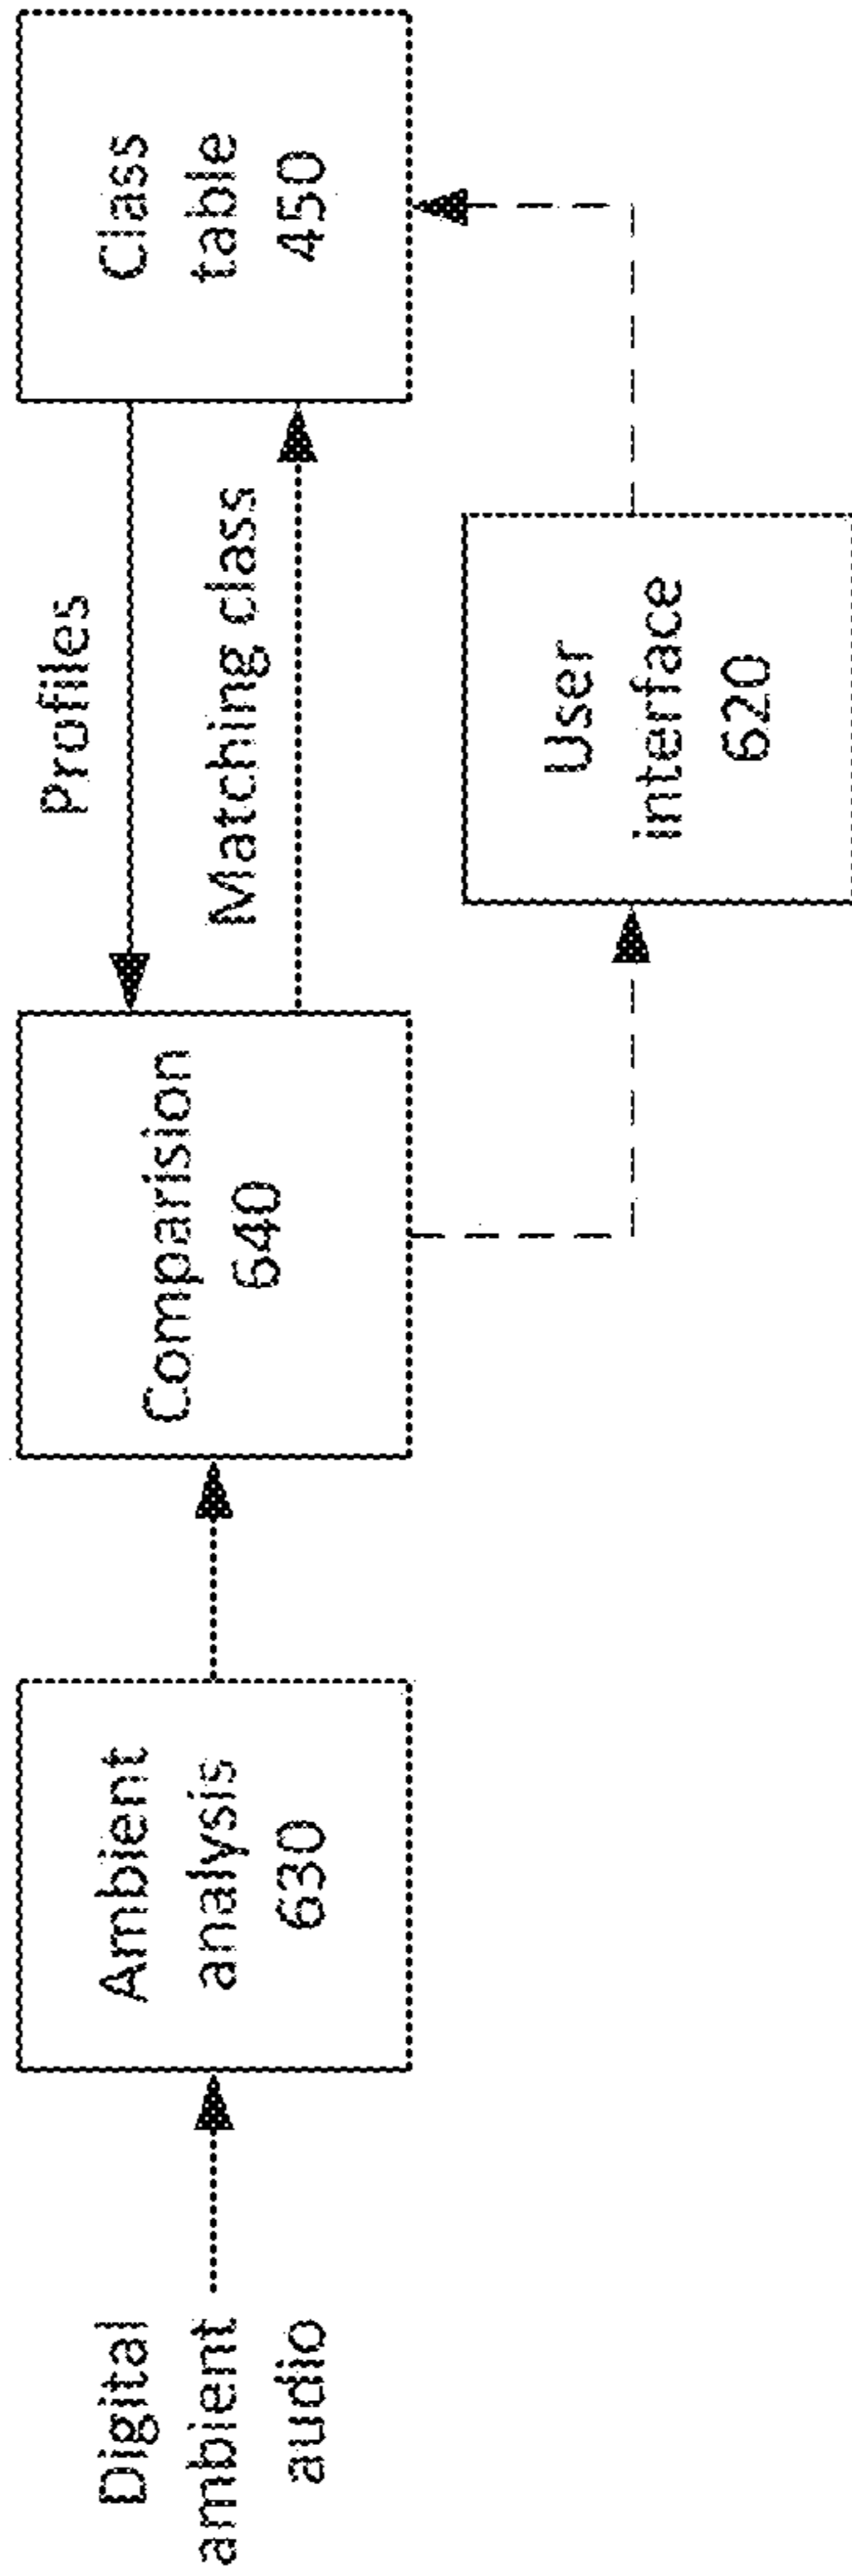 Digital
ambient
audio
Ambient
analysis
630
Comparision
640
Profiles
Matching class
Class
table
450
User
interface
620